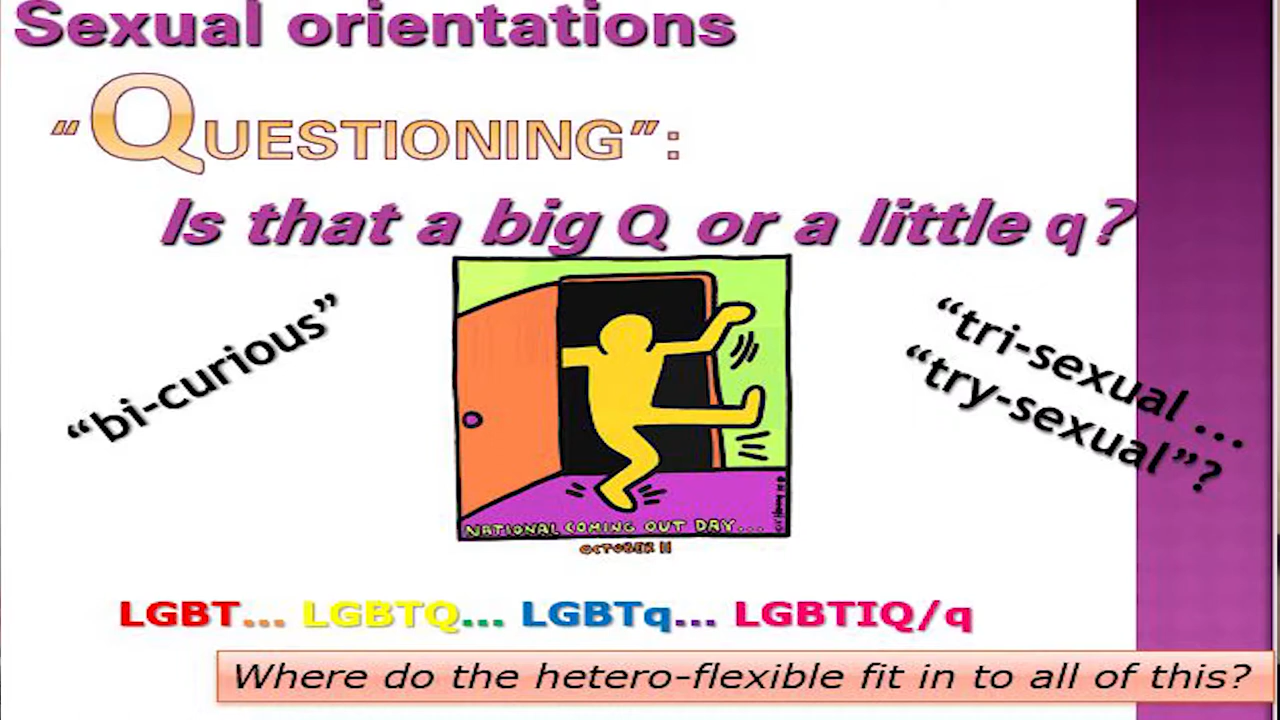 Sexual orientations
“QUESTIONING”:
Is that a big Q or a little q?
“bi-curious”
“tri-sexual ...
“try-sexual”?
NATIONAL COMING OUT DAY...
OCTOBER 11
LGBT... LGBTQ... LGBTq... LGBTIQ/q
Where do the hetero-flexible fit in to all of this?